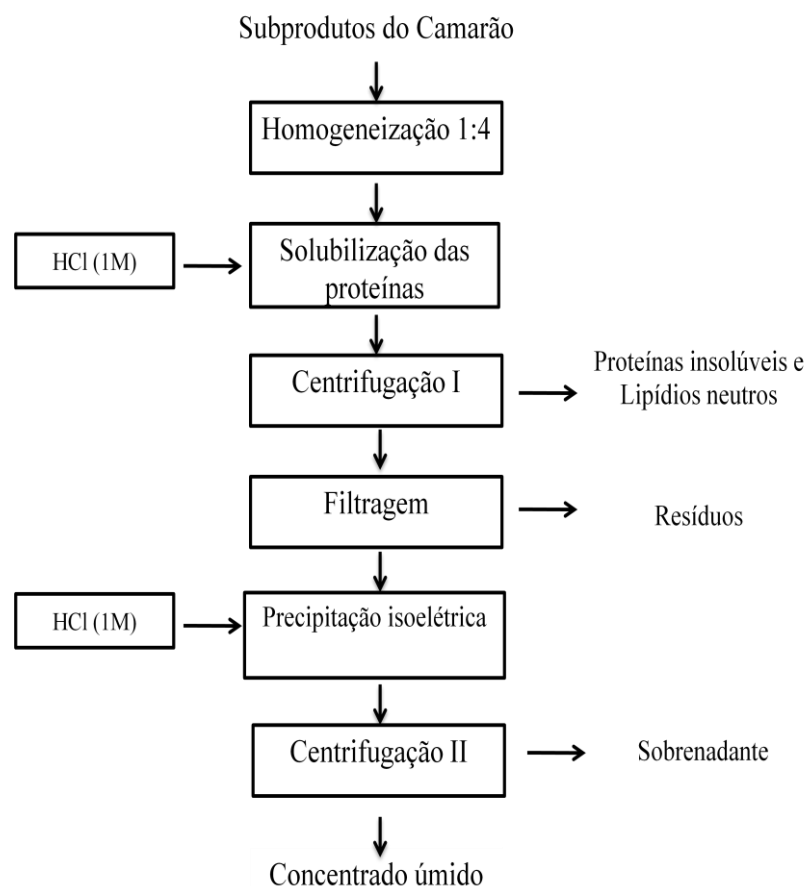 Subprodutos do Camarão
Homogeneização 1:4
HCl (1M)
Solubilização das
proteínas
Centrifugação I
Proteínas insolúveis e
Lipídios neutros
Filtragem
Resíduos
HCl (1M)
Precipitação isoelétrica
Centrifugação II
Sobrenadante
Concentrado úmido